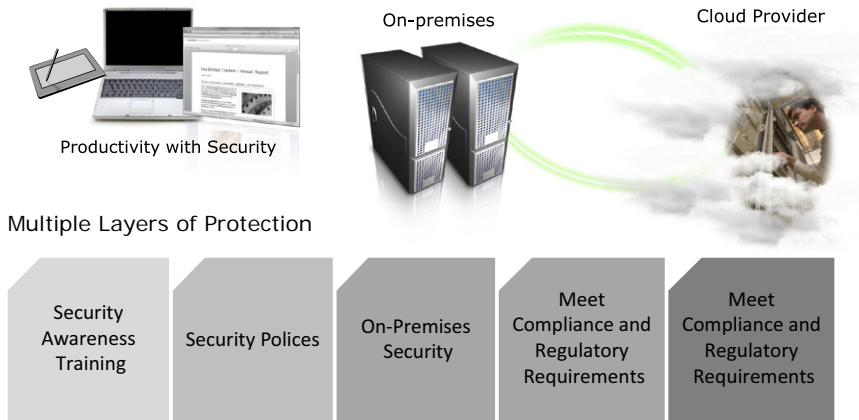 On-premises
Cloud Provider
Productivity with Security
Multiple Layers of Protection
Security
Awareness
Training
Security Polices
On-Premises
Security
Meet
Compliance and
Regulatory
Requirements
Meet
Compliance and
Regulatory
Requirements